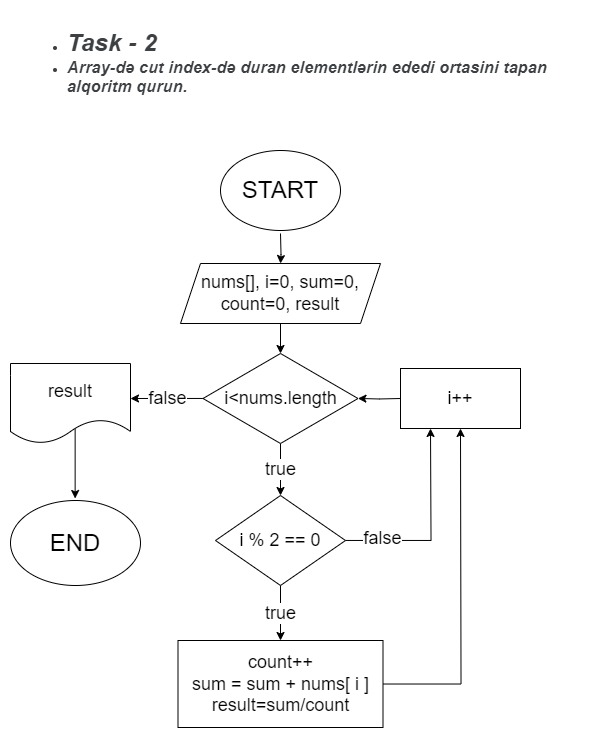 Task - 2
Array-də cut index-də duran elementlərin ededi ortasini tapan
alqoritm qurun.
START
nums[], i=0, sum=0,
count=0, result
i<nums.length
false
result
i++
true
END
i % 2 == 0
false
true
count++
sum = sum + nums[ i ]
result=sum/count